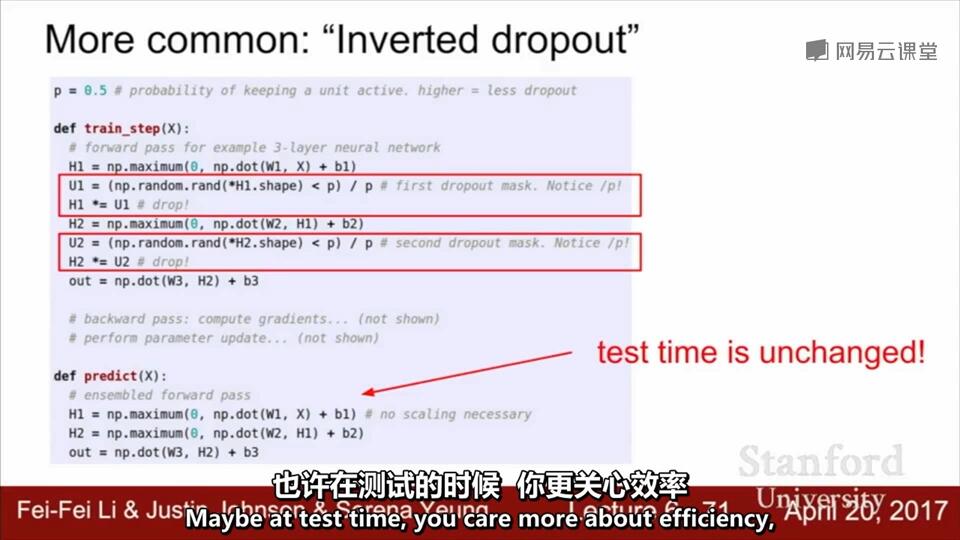 More common: “Inverted dropout”
网易云课堂
p = 0.5 # probability of keeping a unit active. higher = less dropout
def train_step(X):
# forward pass for example 3-layer neural network
H1 = np.maximum(0, np.dot(W1, X) + b1)
U1 = (np.random.rand(*H1.shape) < p) / p # first dropout mask. Notice /p!
H1 *= U1 # drop!
H2 = np.maximum(0, np.dot(W2, H1) + b2)
U2 = (np.random.rand(*H2.shape) < p) / p # second dropout mask. Notice /p!
H2 *= U2 # drop!
out = np.dot(W3, H2) + b3
# backward pass: compute gradients... (not shown)
# perform parameter update... (not shown)
test time is unchanged!
def predict(X):
# ensembled forward pass
H1 = np.maximum(0, np.dot(W1, X) + b1) # no scaling necessary
H2 = np.maximum(0, np.dot(W2, H1) + b2)
out = np.dot(W3, H2) + b3
Stanford
University
也许在测试的时候 你更关心效率
Fei-Fei Li & Justin Johnson & Serena Yeung Lecture 6 - 71 April 20, 2017
Maybe at test time, you care more about efficiency,